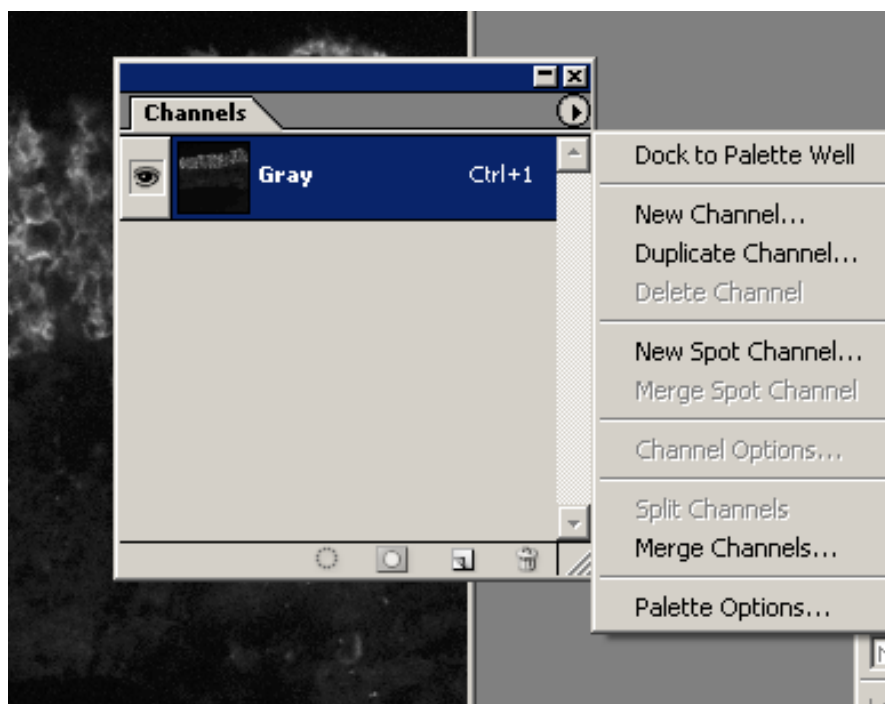 Channels
Gray Ctrl+1
Dock to Palette Well
New Channel...
Duplicate Channel...
Delete Channel
New Spot Channel...
Merge Spot Channel
Channel Options...
Split Channels
Merge Channels...
Palette Options...